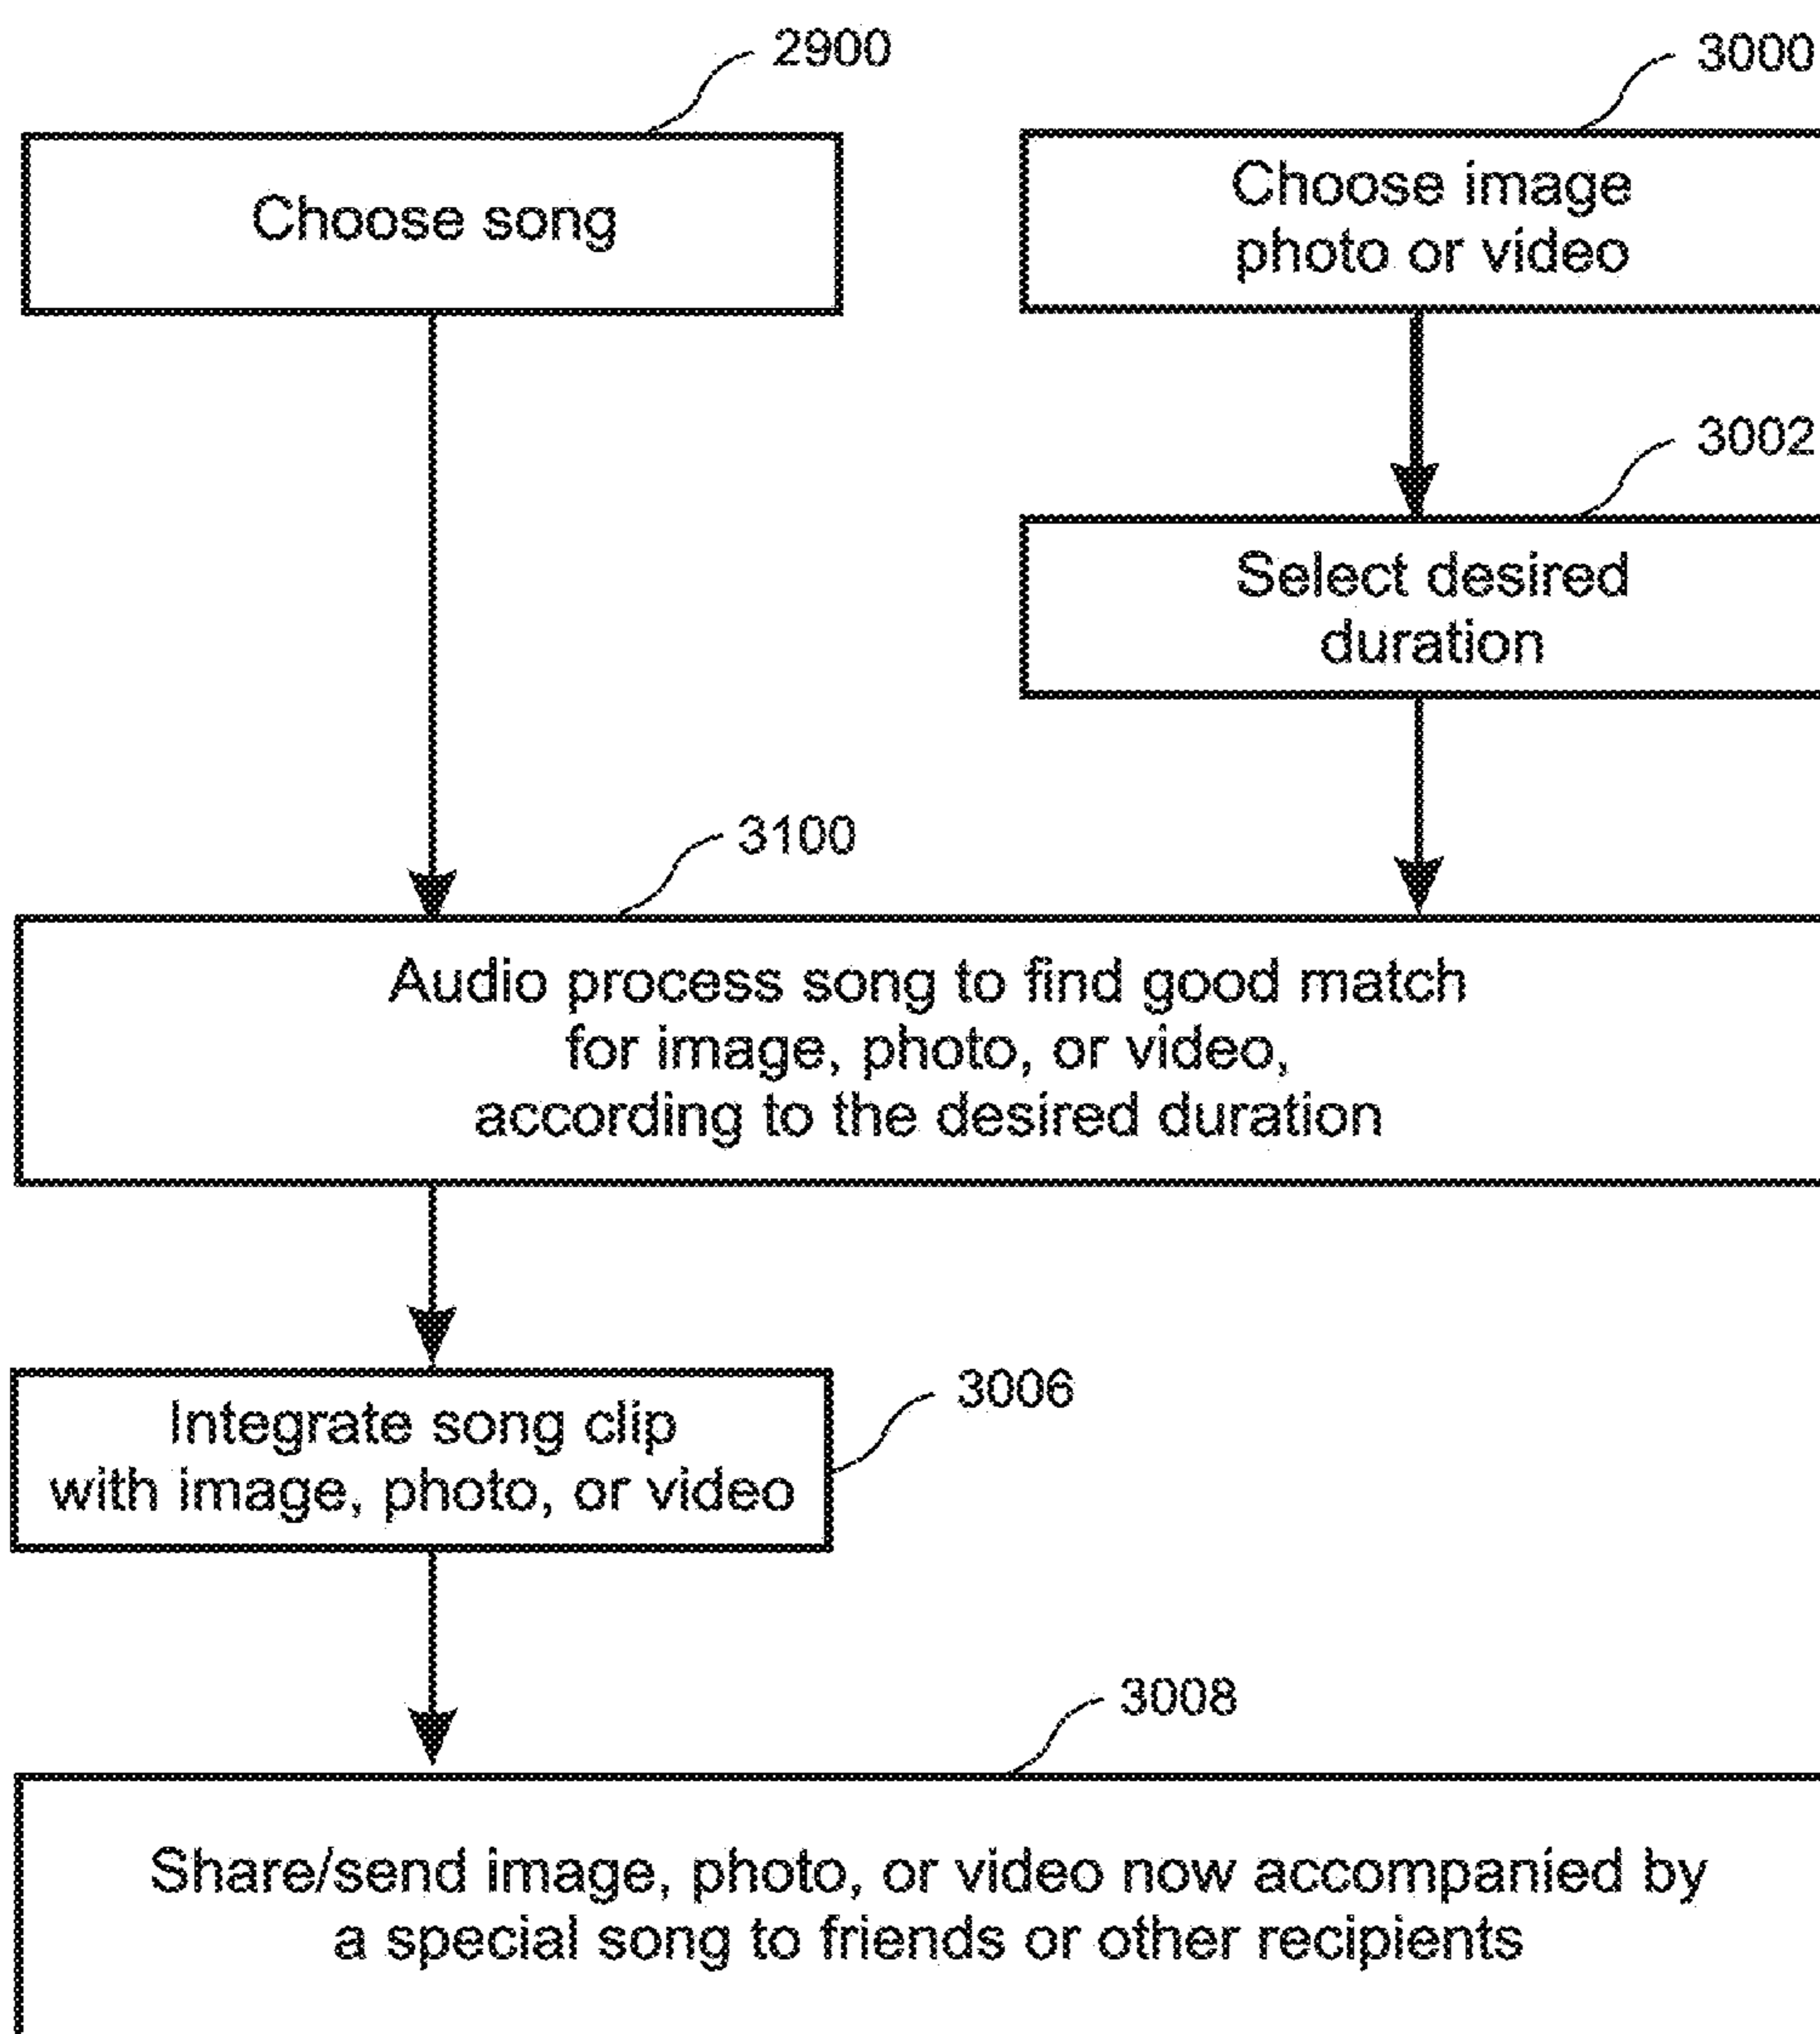 2900
Choose song
3000
Choose image
photo or video
3002
Select desired
duration
3100
Audio process song to find good match
for image, photo, or video,
according to the desired duration
Integrate song clip
with image, photo, or video
3006
3008
Share/send image, photo, or video now accompanied by
a special song to friends or other recipients